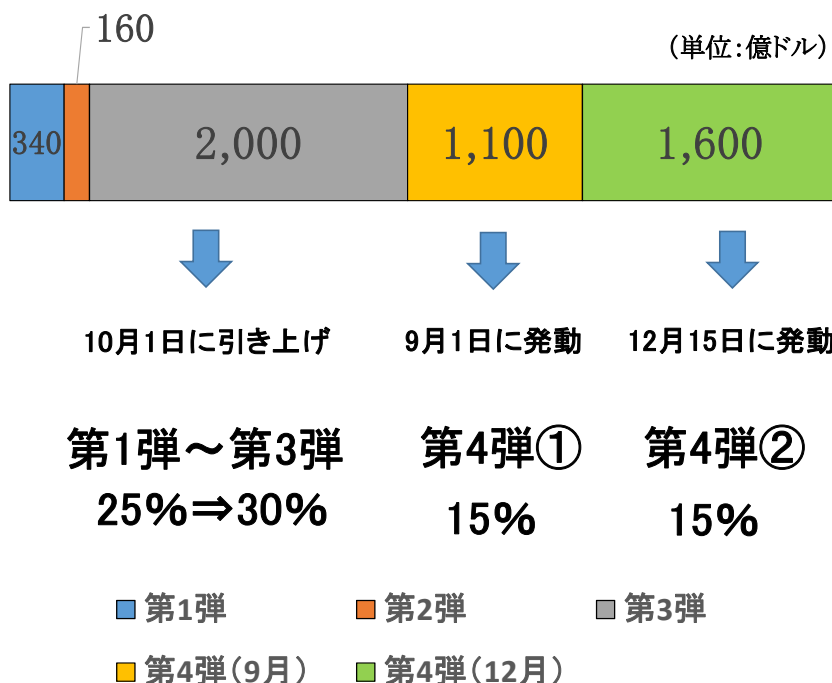 160
(単位:億ドル)
340 2,000 1,100 1,600
10月1日に引き上げ 9月1日に発動 12月15日に発動
第1弾～第3弾 第4弾① 第4弾②
25%⇒30% 15% 15%
第1弾 第2弾 第3弾
第4弾(9月) 第4弾(12月)